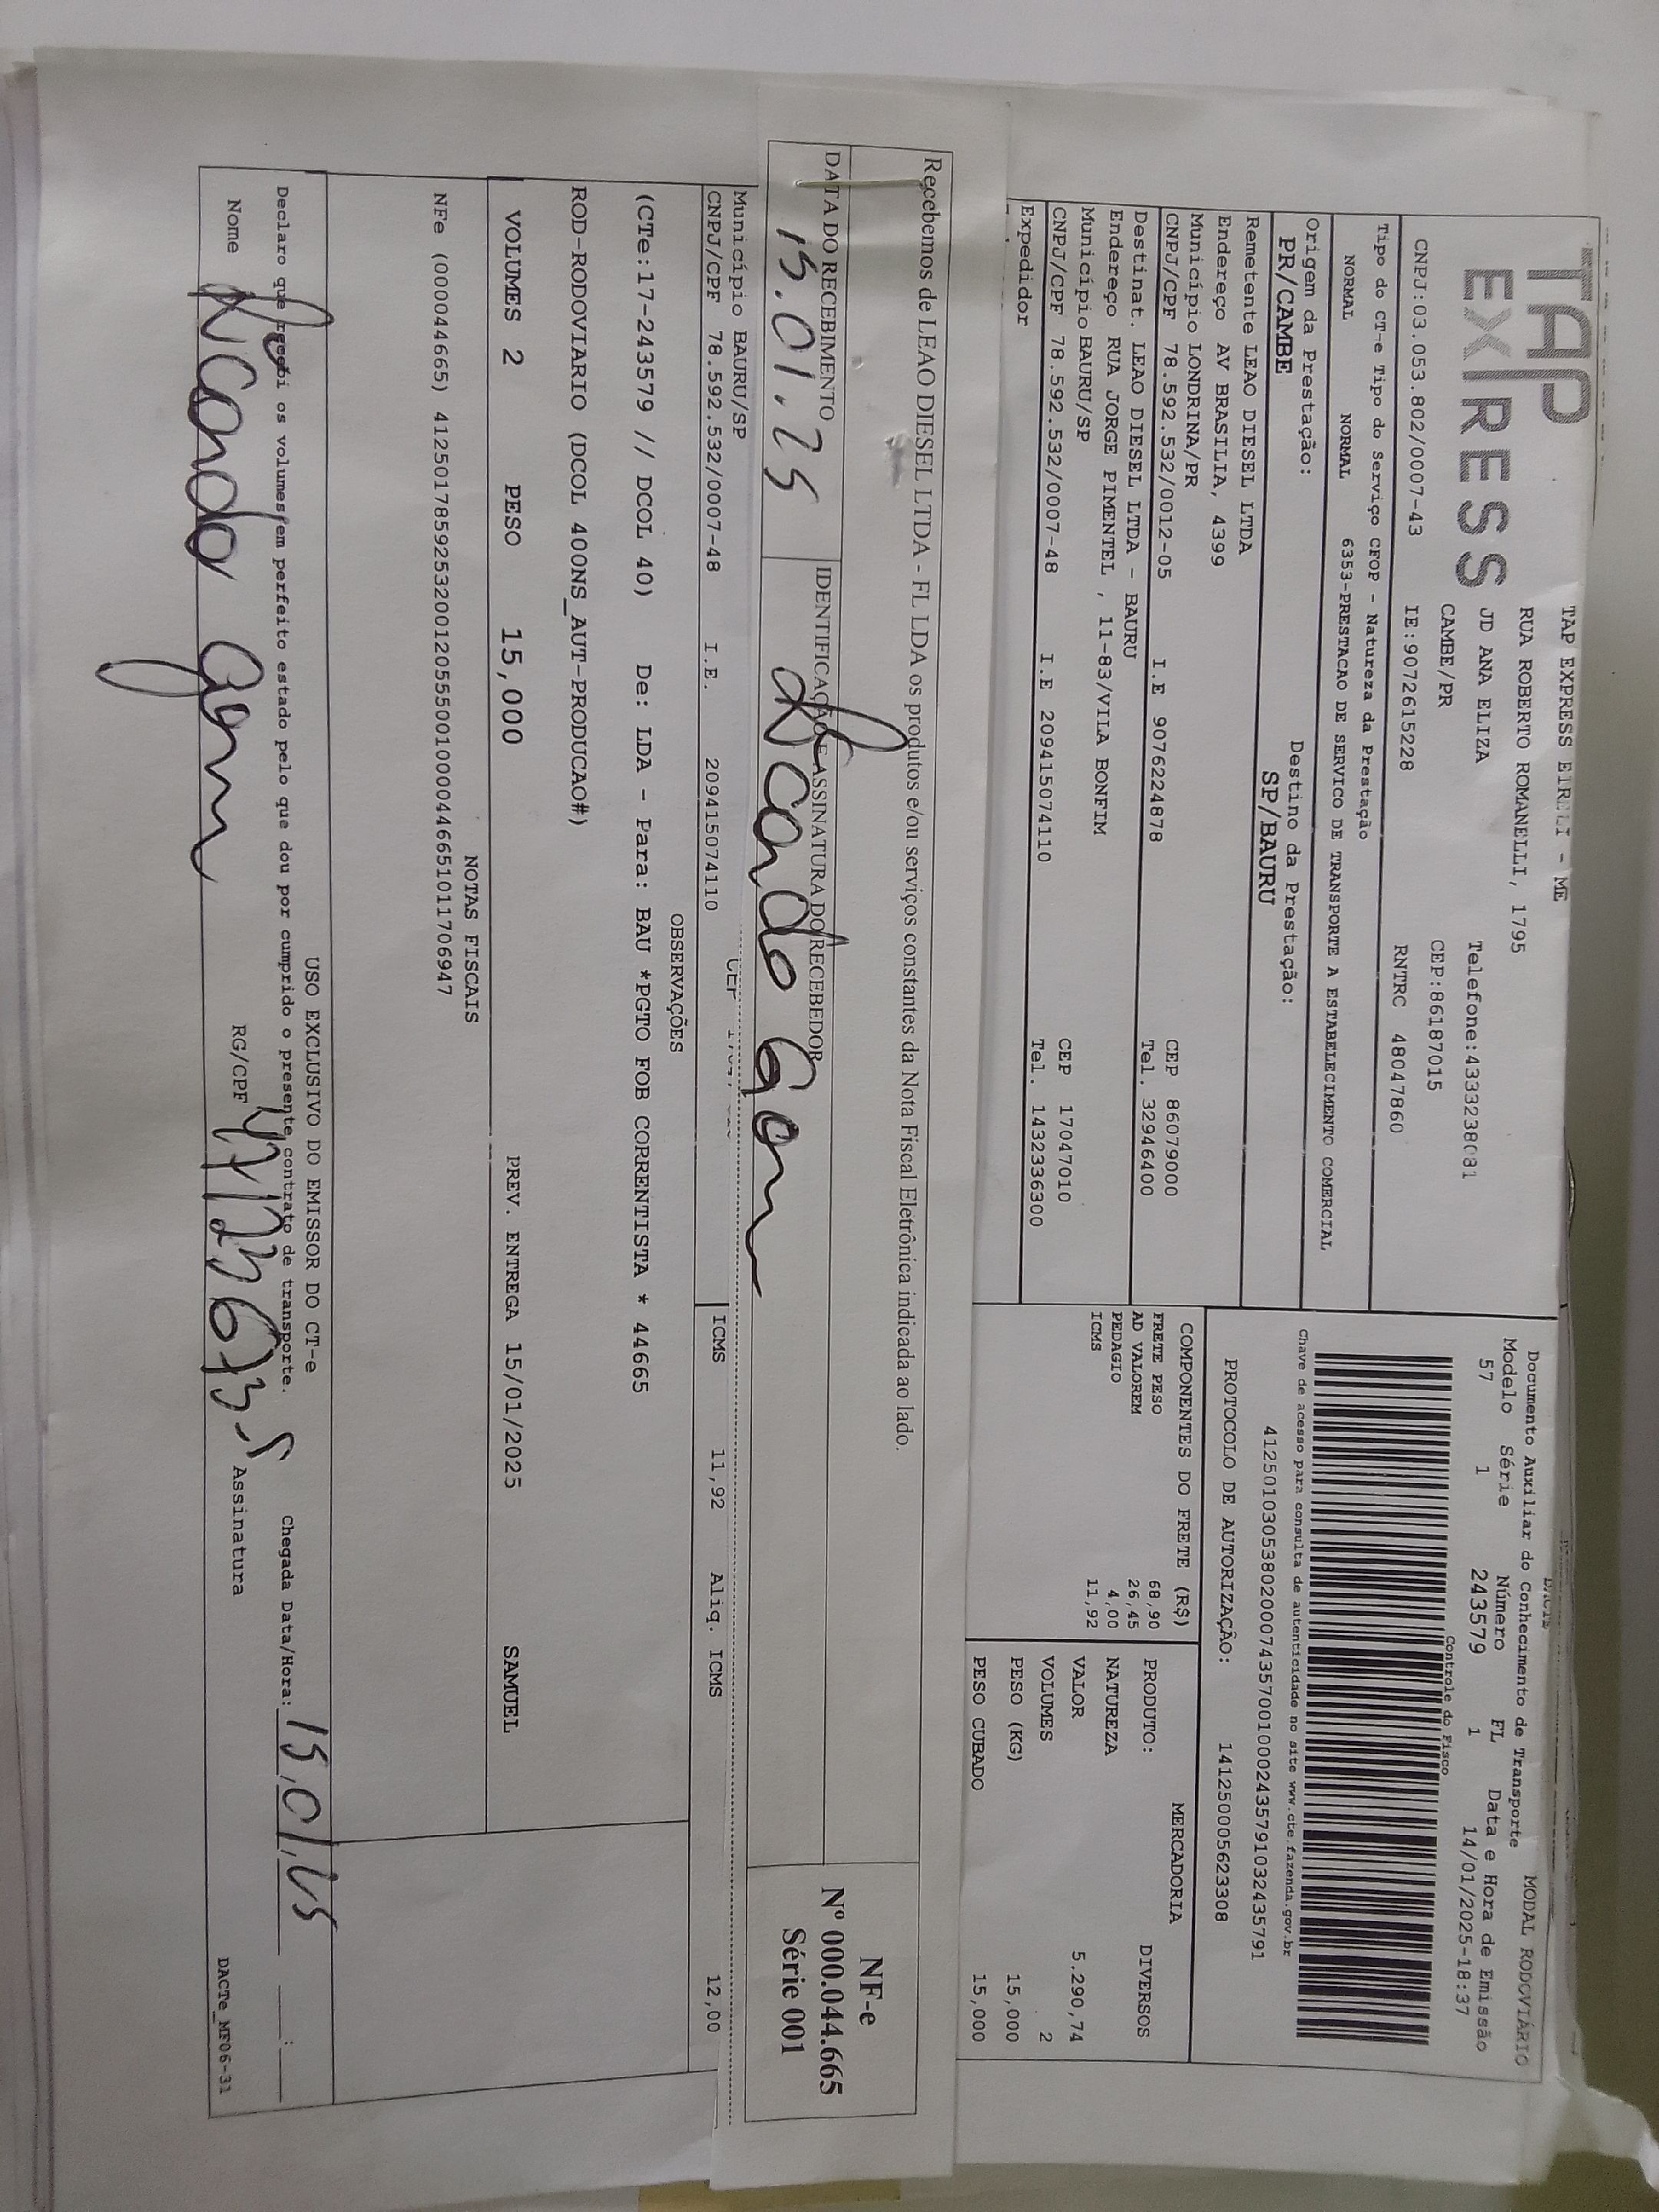 TAP
EXPRESS
TAP EXPRESS EIRELI - ME
RUA ROBERTO ROMANELLI, 1795
JD ANA ELIZA Telefone:4333238081
CAMBE/PR CEP:86187015
CNPJ:03.053.802/0007-43 IE:9072615228 RNTRC 48047860
Tipo do CT-e Tipo do Serviço CFOP - Natureza da Prestação
NORMAL NORMAL 6353-PRESTACAO DE SERVICO DE TRANSPORTE A ESTABELECIMENTO COMERCIAL
Origem da Prestação: Destino da Prestação:
PR/CAMBE SP/BAURU
Remetente LEAO DIESEL LTDA
Endereço AV BRASILIA, 4399
Município LONDRINA/PR CEP 86079000
CNPJ/CPF 78.592.532/0012-05 I.E 9076224878 Tel. 32946400
Destinat. LEAO DIESEL LTDA - BAURU
Endereço RUA JORGE PIMENTEL , 11-83/VILA BONFIM
Município BAURU/SP CEP 17047010
CNPJ/CPF 78.592.532/0007-48 I.E 209415074110 Tel. 1432336300
Expedidor
DACTE
Documento Auxiliar do Conhecimento de Transporte MODAL RODOVIÁRIO
Modelo Série Número FL Data e Hora de Emissão
57 1 243579 1 14/01/2025-18:37
Controle do Fisco
Chave de acesso para consulta de autenticidade no site www.cte.fazenda.gov.br
41250103053802000743570010002435791032435791
PROTOCOLO DE AUTORIZAÇÃO: 141250005623308
COMPONENTES DO FRETE (R$)
FRETE PESO 68,90
AD VALOREM 26,45
PEDAGIO 4,00
ICMS 11,92
MERCADORIA
PRODUTO: DIVERSOS
NATUREZA
VALOR 5.290,74
VOLUMES 2
PESO (KG) 15,000
PESO CUBADO 15,000
Recebemos de LEAO DIESEL LTDA - FL LDA os produtos e/ou serviços constantes da Nota Fiscal Eletrônica indicada ao lado.
DATA DO RECEBIMENTO IDENTIFICAÇÃO E ASSINATURA DO RECEBEDOR
15.01.25
NF-e
Nº 000.044.665
Série 001
Município BAURU/SP CEP
CNPJ/CPF 78.592.532/0007-48 I.E. 209415074110 ICMS 11,92 Aliq. ICMS 12,00
OBSERVAÇÕES
(CTe:17-243579 // DCOL 40) De: LDA - Para: BAU *PGTO FOB CORRENTISTA * 44665
ROD-RODOVIARIO (DCOL 400NS_AUT-PRODUCAO#)
VOLUMES 2 PESO 15,000 PREV. ENTREGA 15/01/2025 SAMUEL
NOTAS FISCAIS
NFe (000044665) 41250178592532001205550010000446651011706947
USO EXCLUSIVO DO EMISSOR DO CT-e
Declaro que recebi os volumes em perfeito estado pelo que dou por cumprido o presente contrato de transporte. Chegada Data/Hora: 15,01,25
Nome RG/CPF Assinatura
DACTe_MF06-31